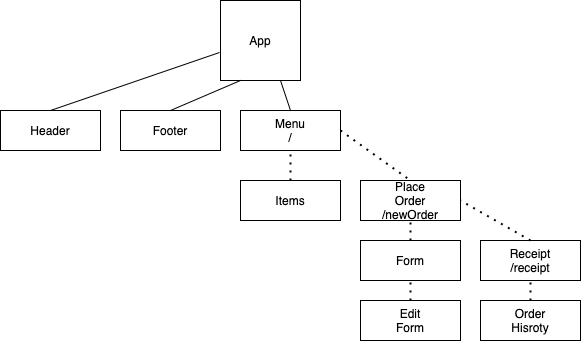 App
Header
Footer
Menu
/
Items
Place
Order
/newOrder
Form
Receipt
/receipt
Edit
Form
Order
Hisroty